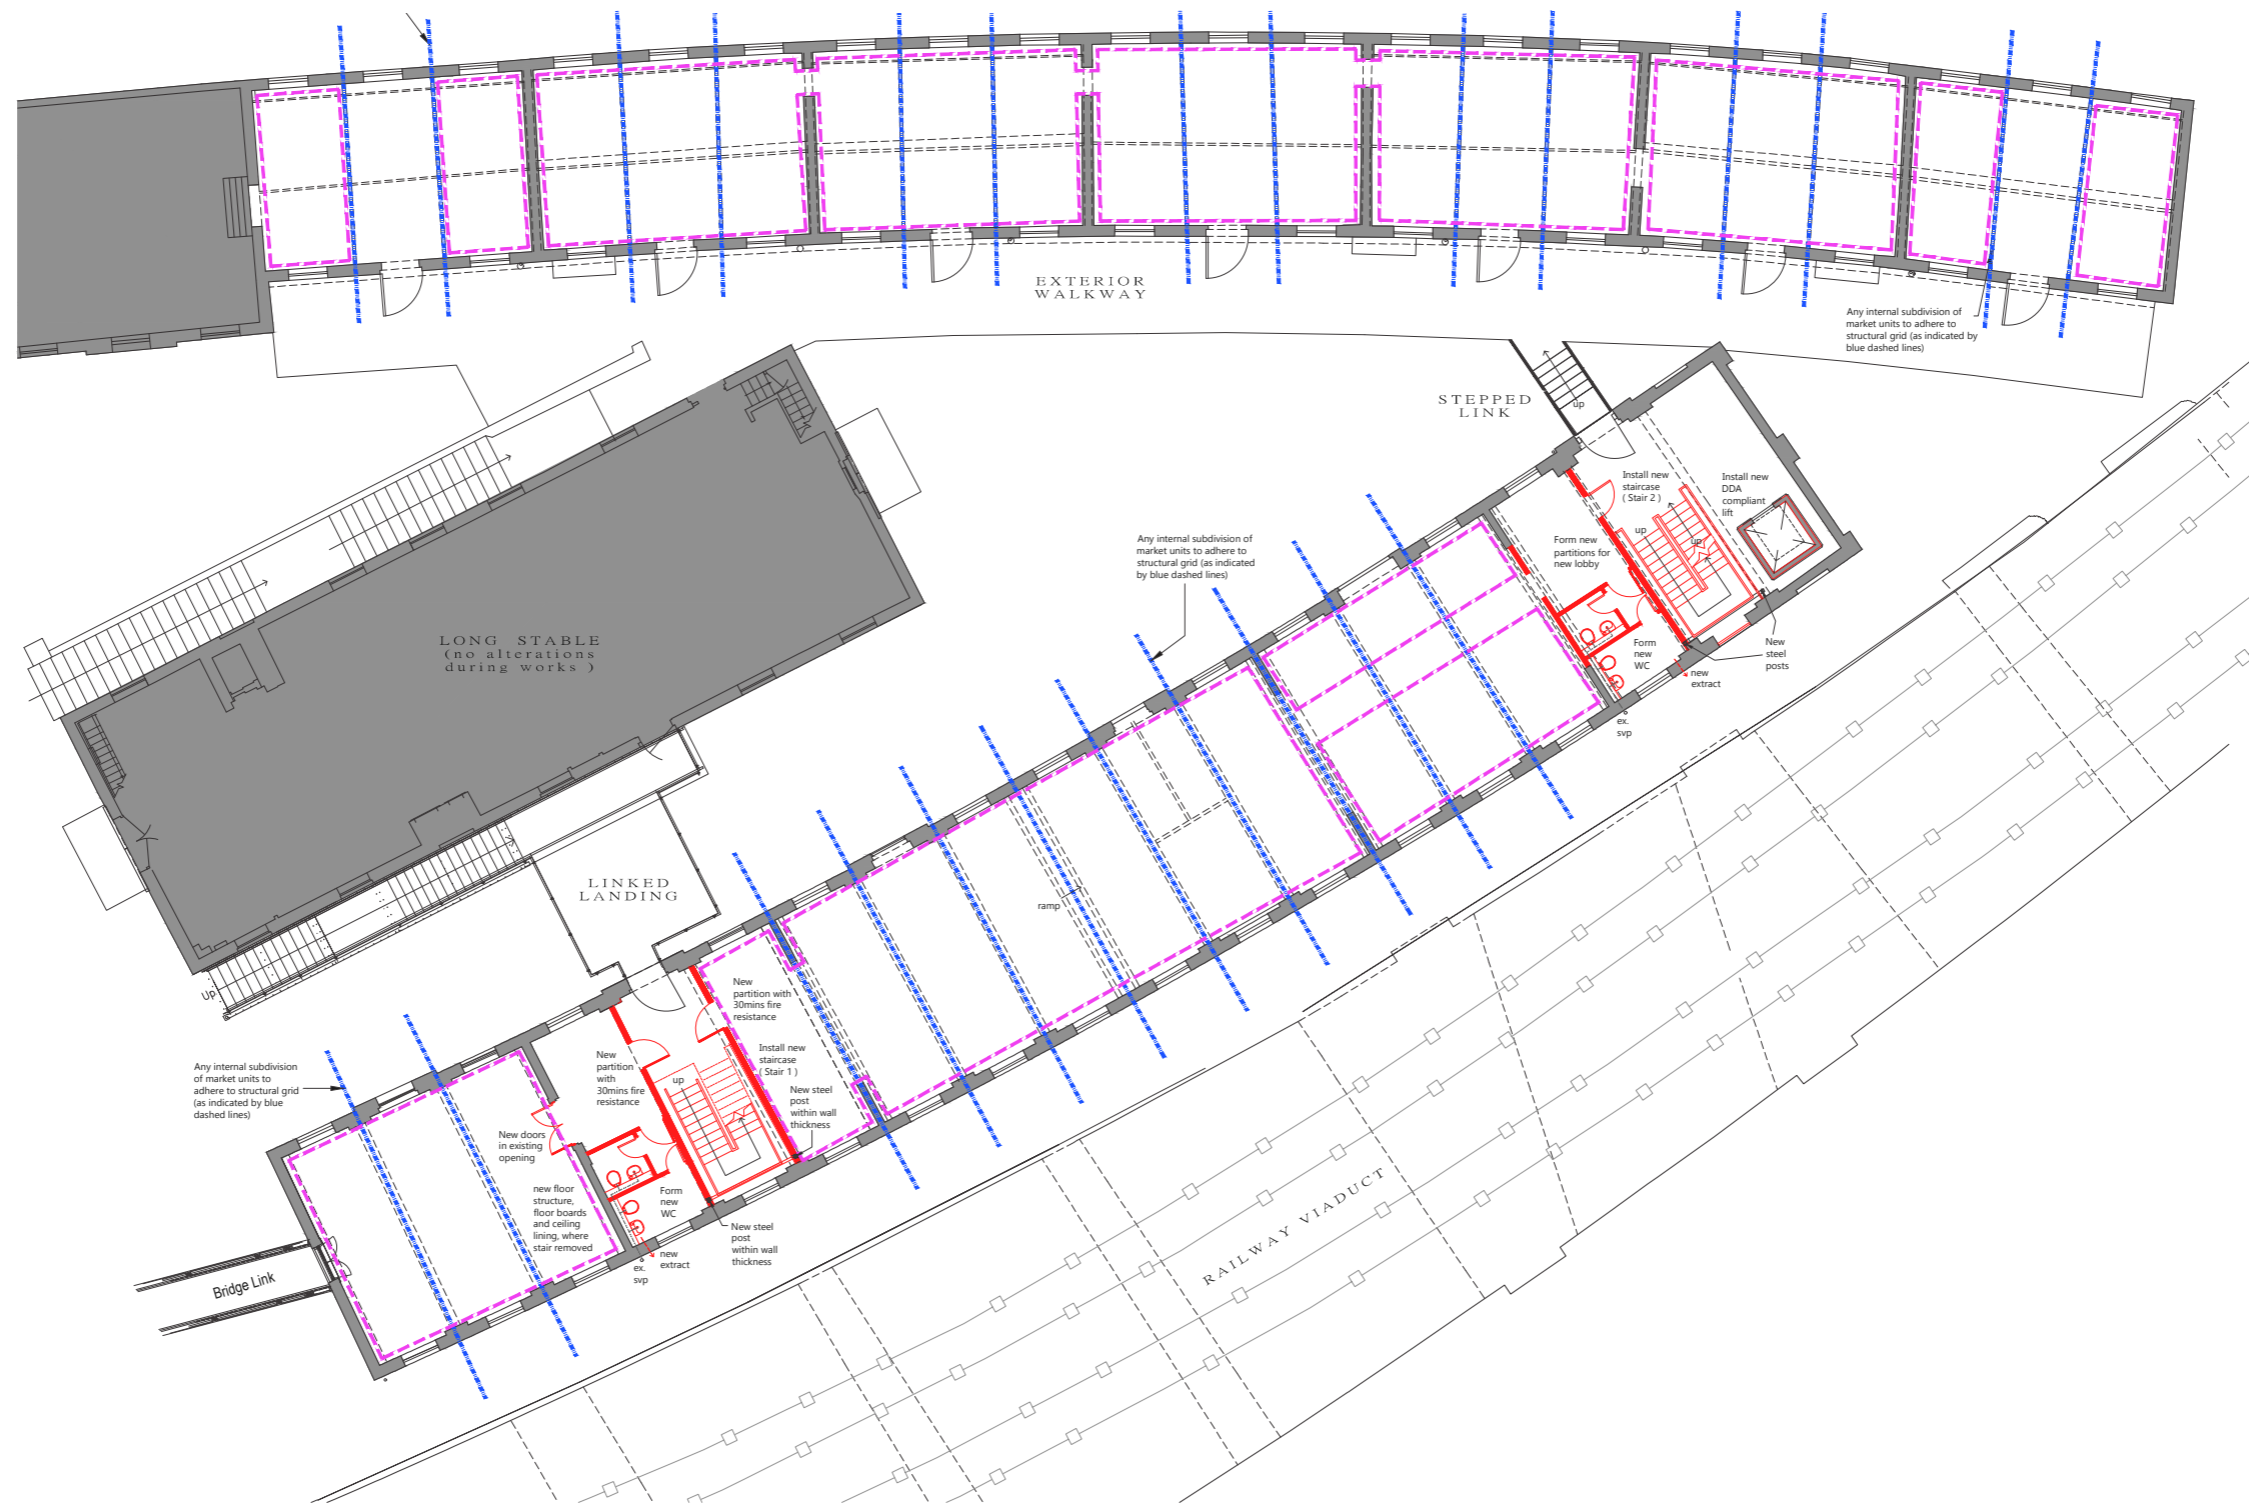 EXTERIOR
WALKWAY
Any internal subdivision of
market units to adhere to
structural grid (as indicated by
blue dashed lines)
STEPPED
LINK
up
Install new
staircase
( Stair 2 )
Install new
DDA
compliant
lift
up
up
Form new
partitions for
new lobby
Any internal subdivision of
market units to adhere to
structural grid (as indicated
by blue dashed lines)
LONG STABLE
(no alterations
during works )
Form
new
WC
New
steel
posts
new
extract
ex.
svp
LINKED
LANDING
ramp
Up
New
partition with
30mins fire
resistance
Install new
staircase
( Stair 1 )
New
partition
with
30mins fire
resistance
up
New steel
post
within wall
thickness
Any internal subdivision
of market units to
adhere to structural grid
(as indicated by blue
dashed lines)
New doors
in existing
opening
new floor
structure,
floor boards
and ceiling
lining, where
stair removed
Form
new
WC
New steel
post
within wall
thickness
new
extract
ex.
svp
Bridge Link
RAILWAY VIADUCT